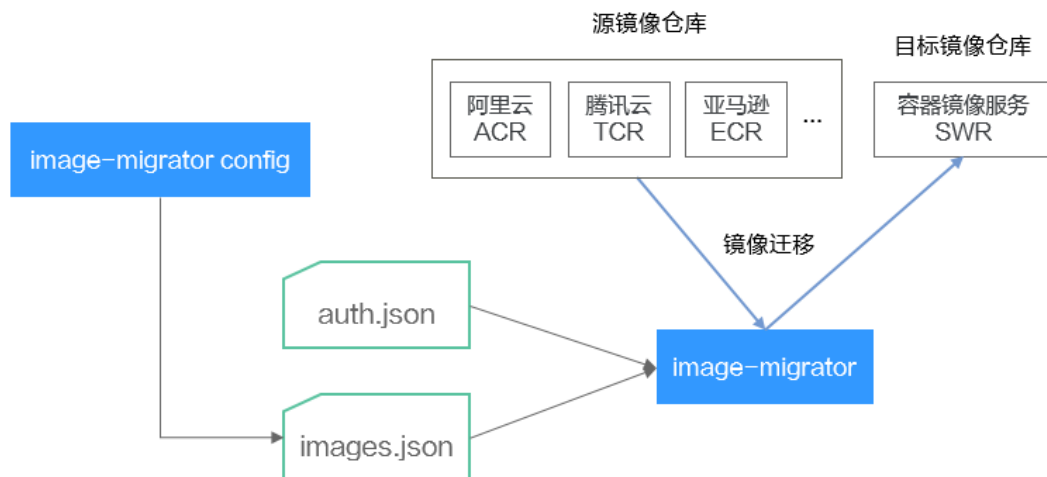 源镜像仓库
目标镜像仓库
阿里云
ACR
腾讯云
TCR
亚马逊
ECR
...
容器镜像服务
SWR
image-migrator config
镜像迁移
auth.json
image-migrator
images.json